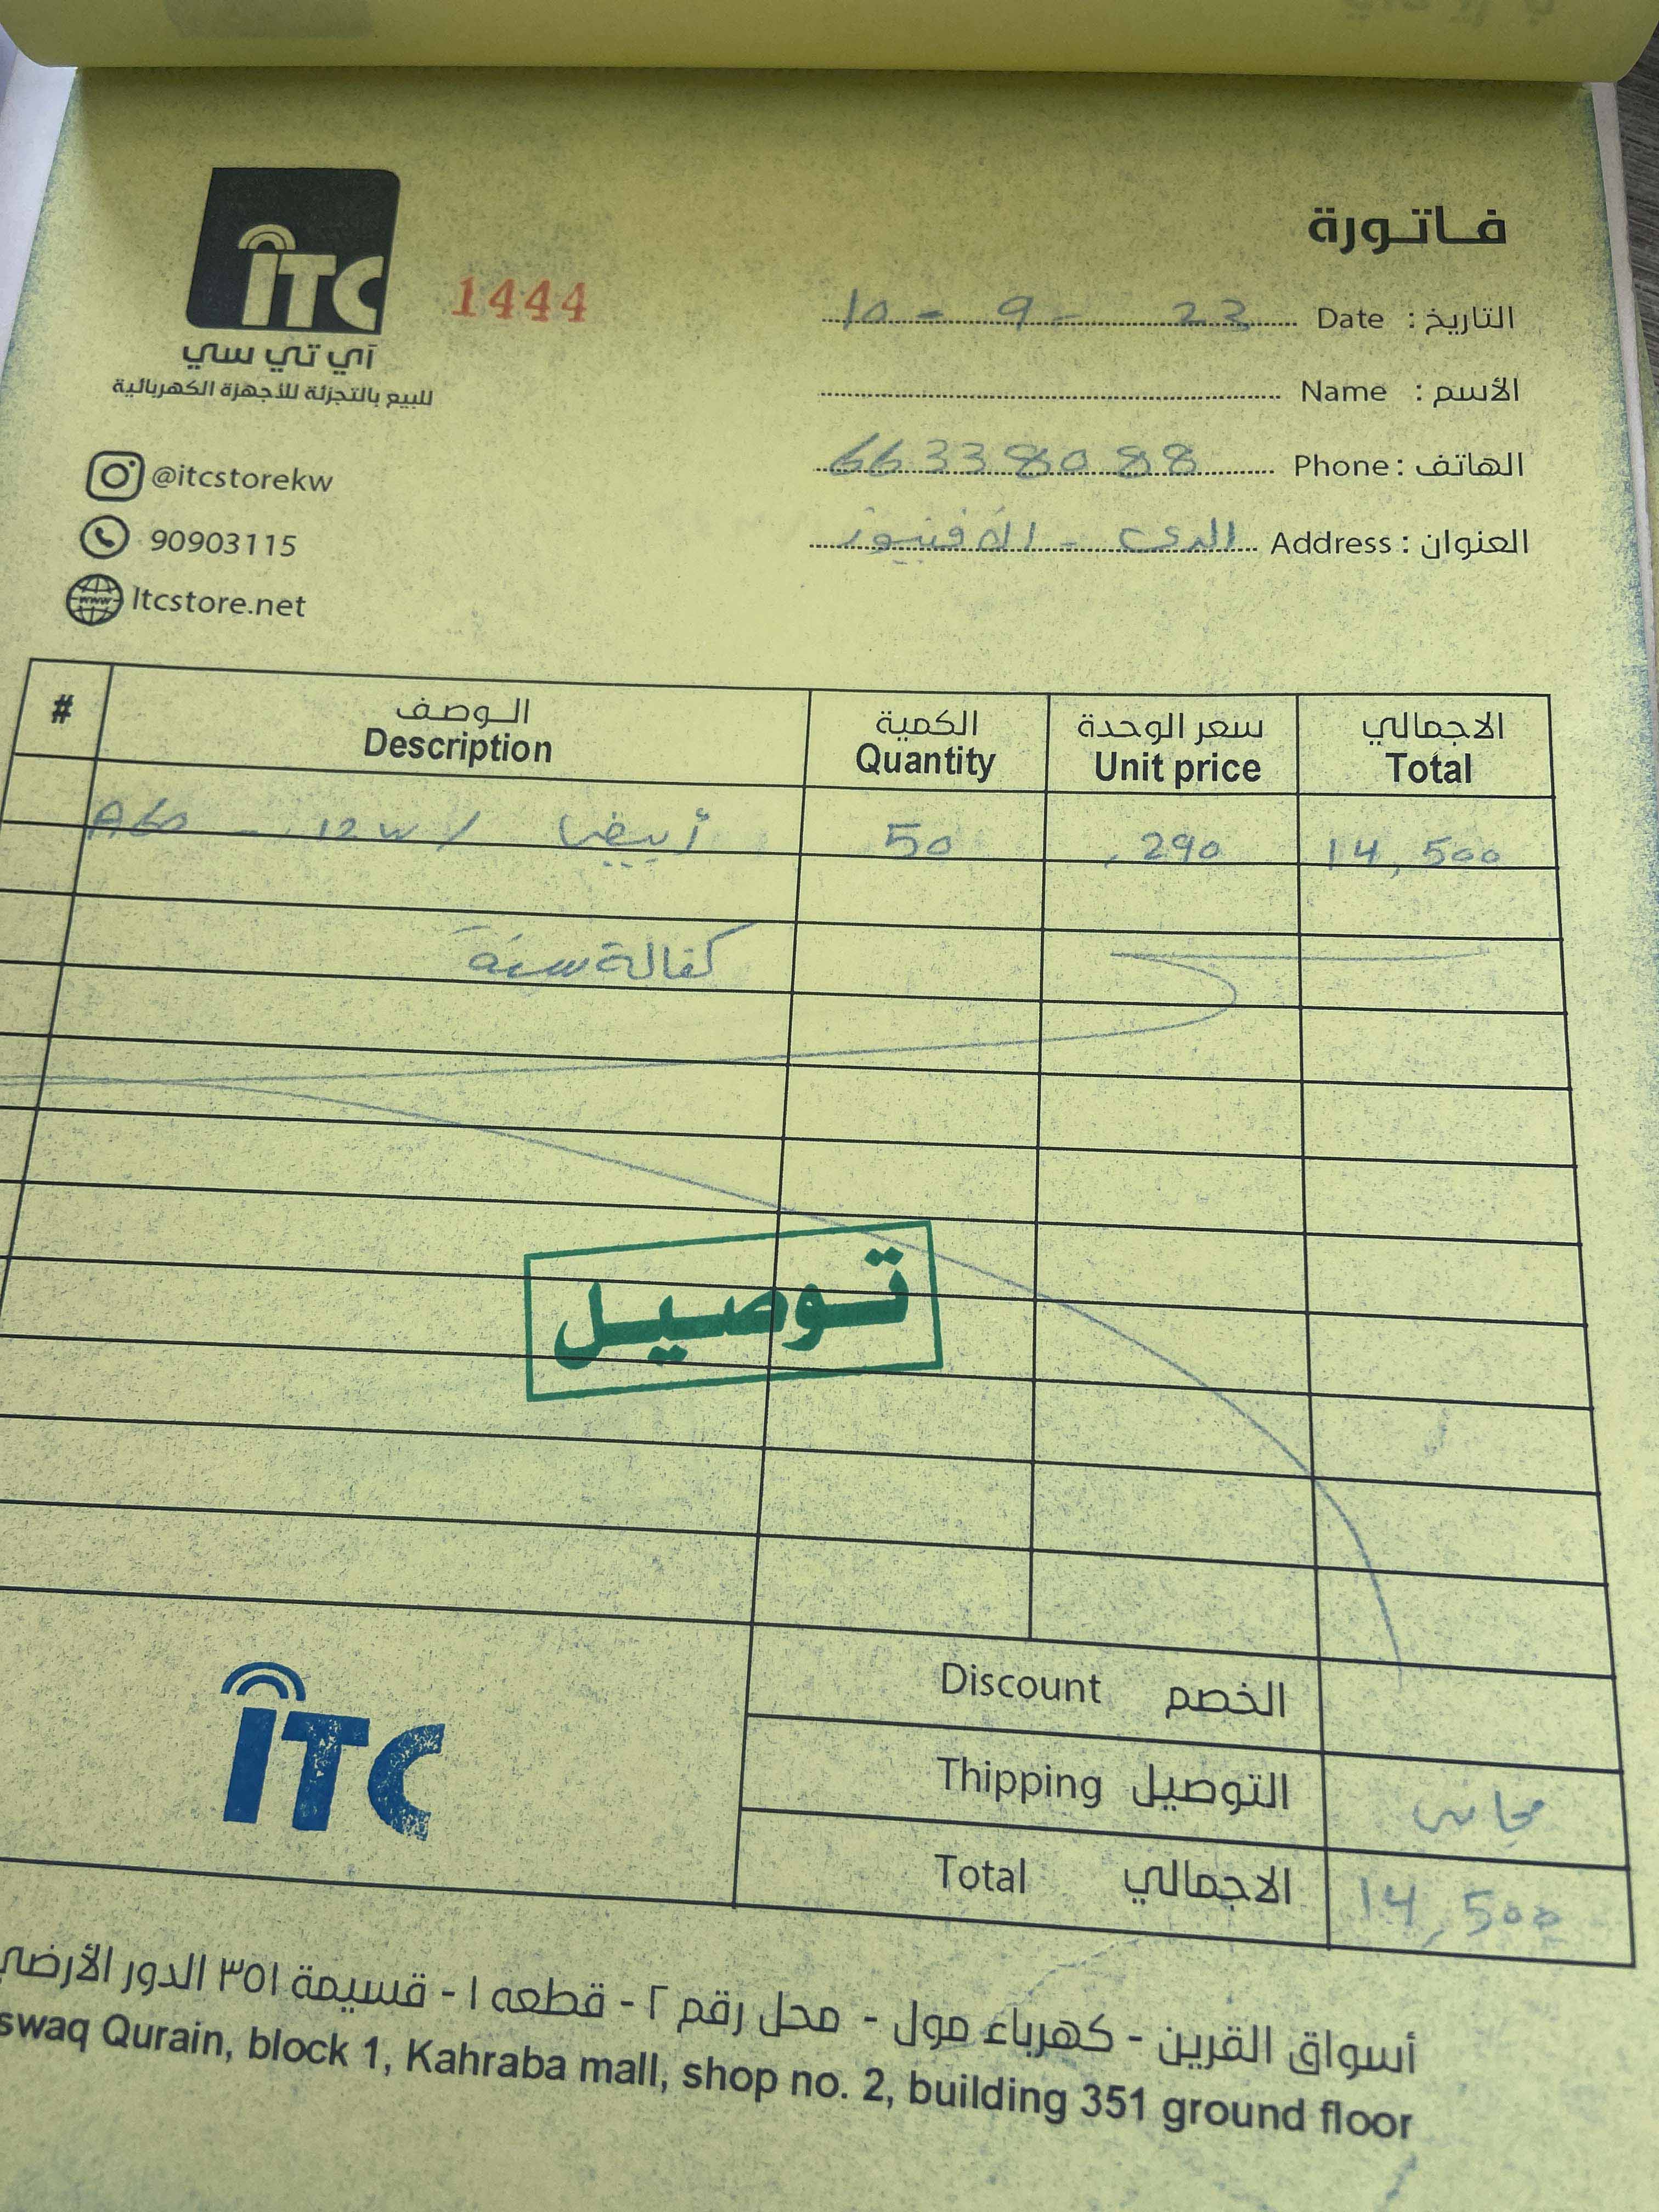 فاتورة
ITC
آي تي سي
للبيع بالتجزئة للأجهزة الكهربائية
1444
التاريخ : Date 10 - 9 - 23
الأسم : Name
الهاتف : Phone 66338088
العنوان : Address الري - الأفنيوز
@itcstorekw
90903115
Itcstore.net
# الوصف الكمية سعر الوحدة الاجمالي
Description Quantity Unit price Total
A60 - 12w / أبيض 50 .290 14,500
كفالة سنة
توصيل
Discount الخصم
Thipping التوصيل مجاني
Total الاجمالي 14,500
ITC
أسواق القرين - كهرباء مول - محل رقم ٢ - قطعه ١ - قسيمة ٣٥١ الدور الأرضي
swaq Qurain, block 1, Kahraba mall, shop no. 2, building 351 ground floor